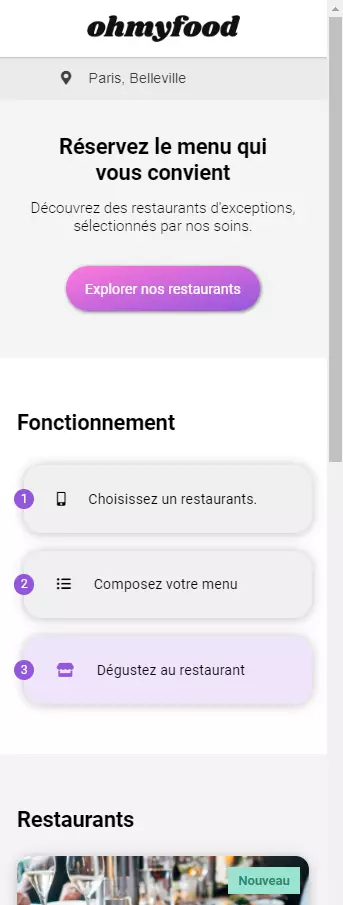 ohmyfood
Paris, Belleville
Réservez le menu qui
vous convient
Découvrez des restaurants d'exceptions,
sélectionnés par nos soins.
Explorer nos restaurants
Fonctionnement
1 Choisissez un restaurants.
2 Composez votre menu
3 Dégustez au restaurant
Restaurants
Nouveau